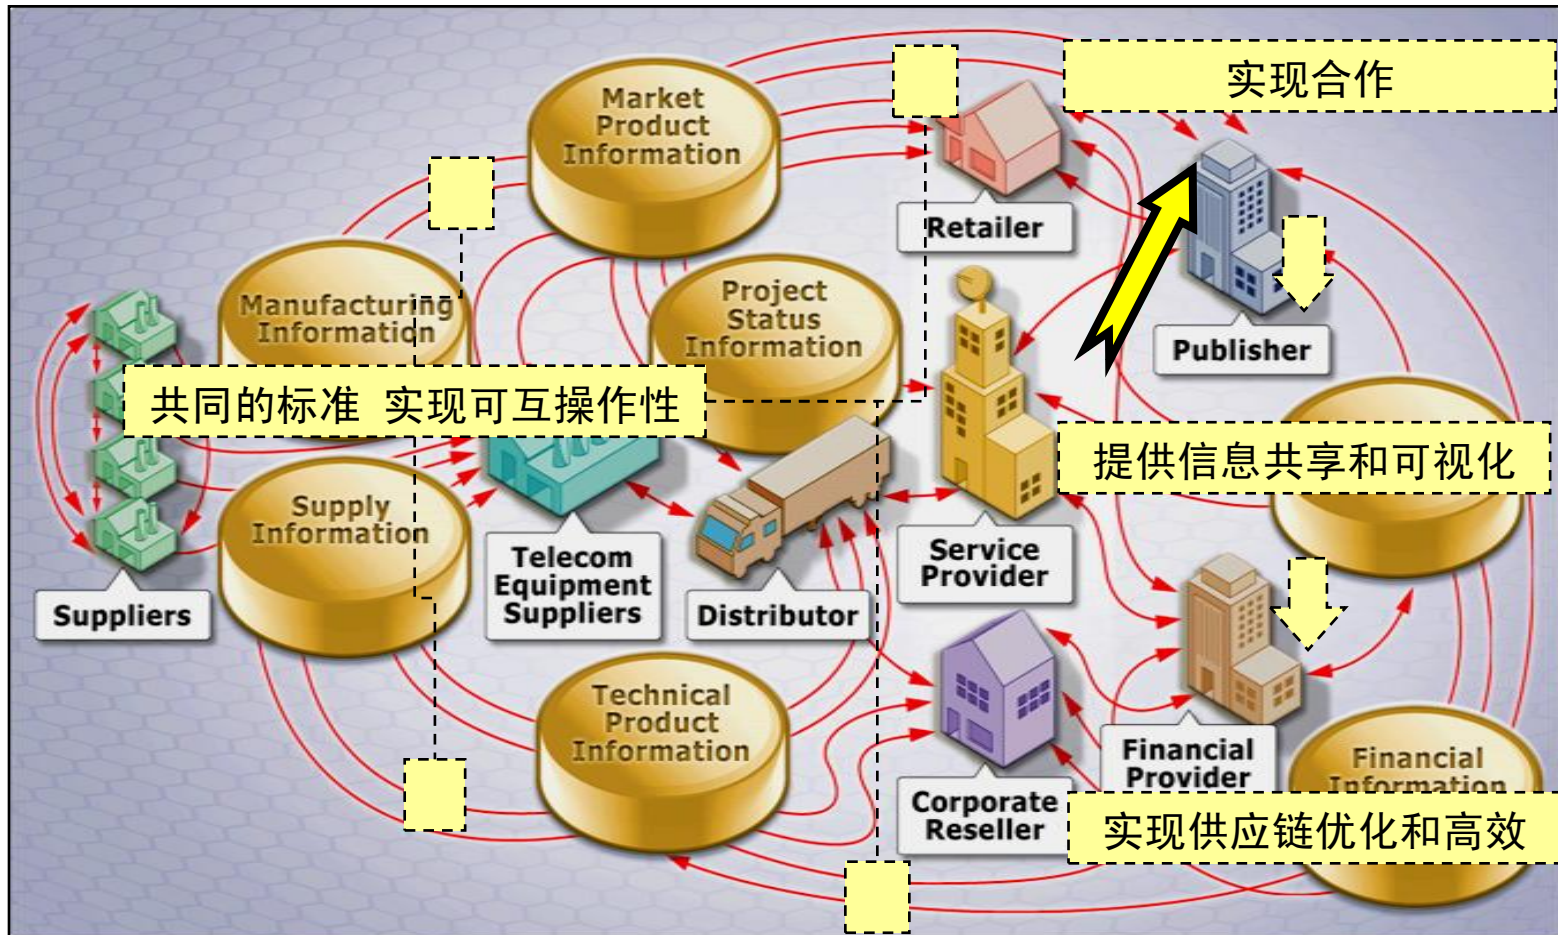 Market
Product
Information
实现合作
Retailer
Manufacturing
Information
Project
Status
Information
Publisher
共同的标准 实现可互操作性
提供信息共享和可视化
Supply
Information
Telecom
Equipment
Suppliers
Service
Provider
Suppliers
Distributor
Technical
Product
Information
Financial
Provider
Financial
Information
Corporate
Reseller
实现供应链优化和高效